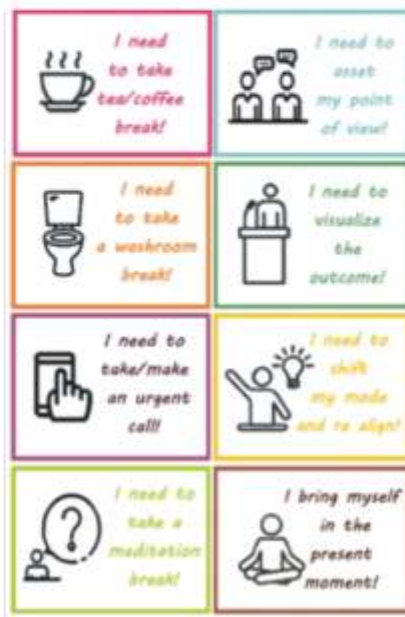 I need
to take
tea/coffee
break!
I need to
asset
my point
of view!
I need
to take
a washroom
break!
I need to
visualize
the
outcome!
I need to
take/make
an urgent
call!
I need to
shift
my mode
and re align!
I need to
take a
meditation
break!
I bring myself
in the
present
moment!